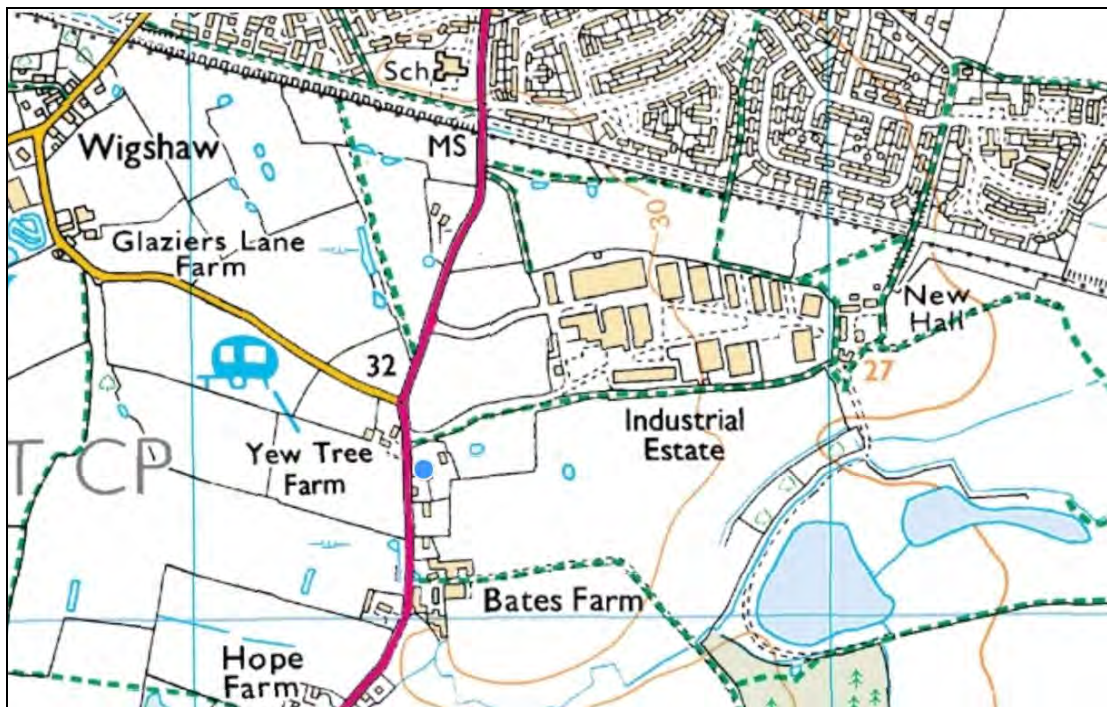 Sch
Wigshaw
MS
Glaziers Lane
Farm
30
New
Hall
32
27
Industrial
Estate
Yew Tree
Farm
T CP
Bates Farm
Hope
Farm